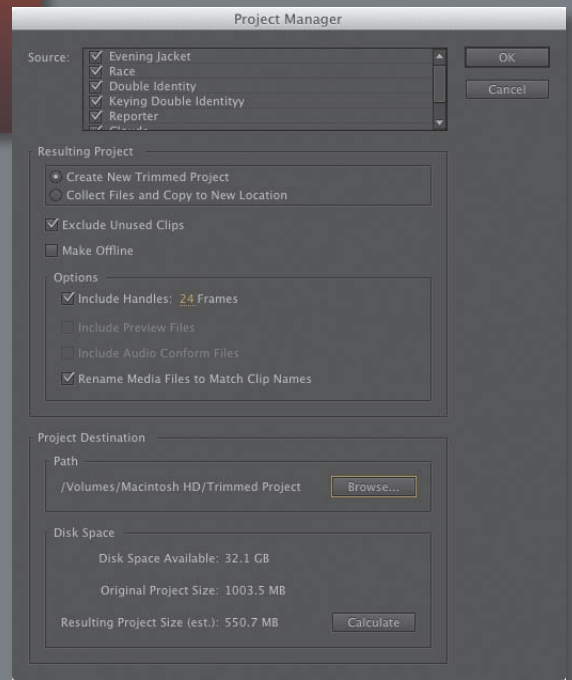 Project Manager
Source:
Evening Jacket
Race
Double Identity
Keying Double Identityy
Reporter
Clouds
OK
Cancel
Resulting Project
Create New Trimmed Project
Collect Files and Copy to New Location
Exclude Unused Clips
Make Offline
Options
Include Handles: 24 Frames
Include Preview Files
Include Audio Conform Files
Rename Media Files to Match Clip Names
Project Destination
Path
/Volumes/Macintosh HD/Trimmed Project
Browse...
Disk Space
Disk Space Available: 32.1 GB
Original Project Size: 1003.5 MB
Resulting Project Size (est.): 550.7 MB
Calculate